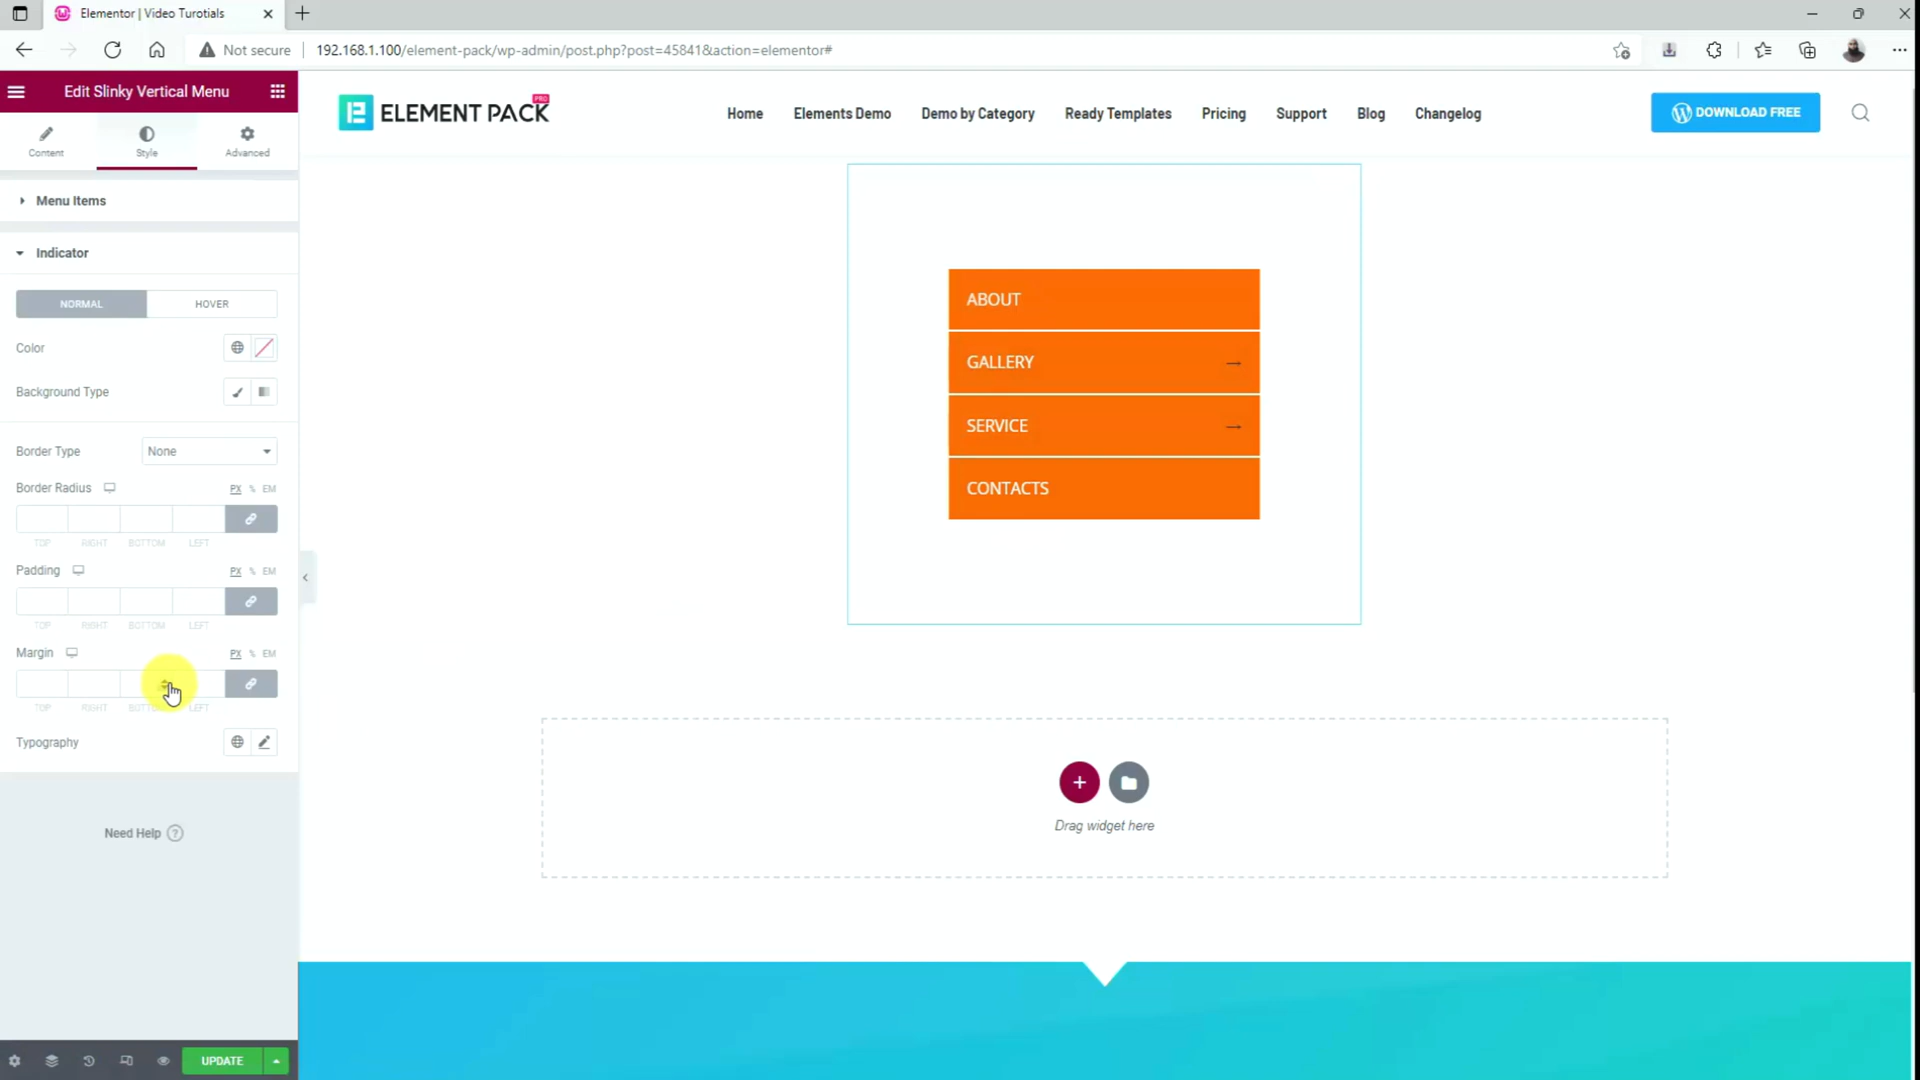 Elementor | Video Turotials
Not secure
192.168.1.100/element-pack/wp-admin/post.php?post=45841&action=elementor#
Edit Slinky Vertical Menu
Content
Style
Advanced
Menu Items
Indicator
NORMAL
HOVER
Color
Background Type
Border Type
None
Border Radius
PX % EM
TOP RIGHT BOTTOM LEFT
Padding
PX % EM
TOP RIGHT BOTTOM LEFT
Margin
PX % EM
TOP RIGHT LEFT
Typography
Need Help ?
UPDATE
ELEMENT PACK
PRO
Home
Elements Demo
Demo by Category
Ready Templates
Pricing
Support
Blog
Changelog
DOWNLOAD FREE
ABOUT
GALLERY
SERVICE
CONTACTS
Drag widget here